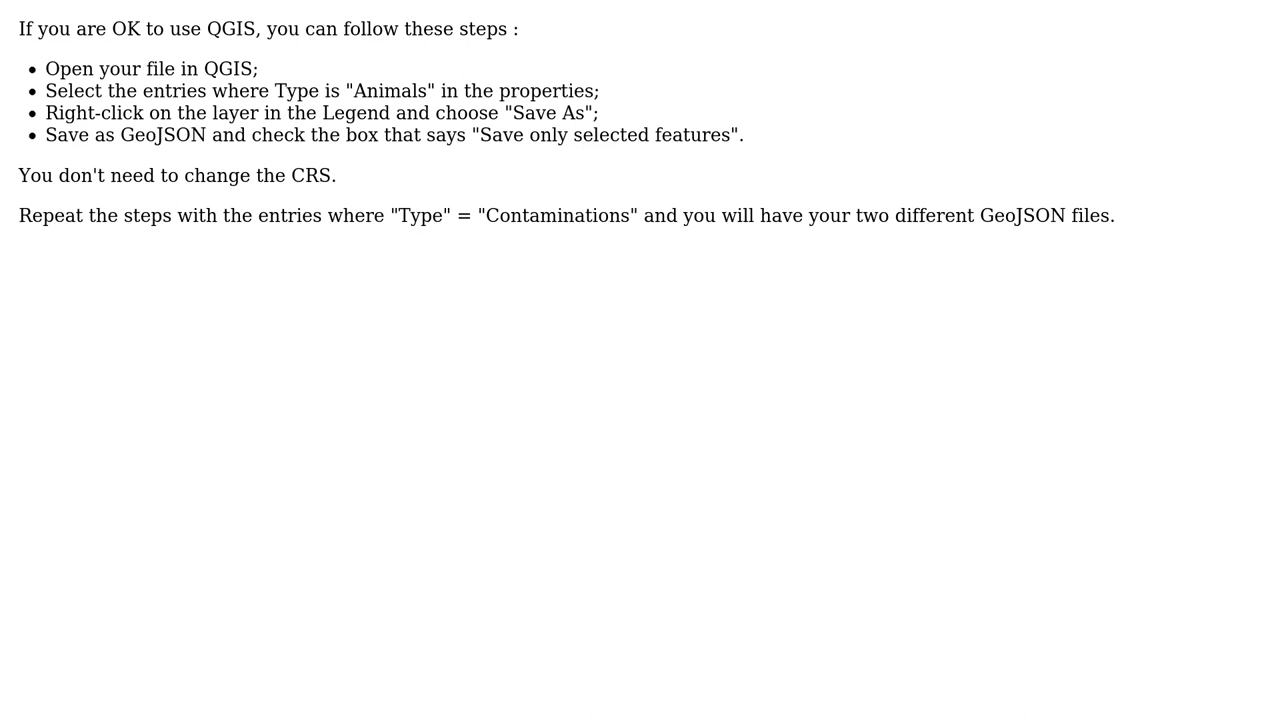 If you are OK to use QGIS, you can follow these steps :
• Open your file in QGIS;
• Select the entries where Type is "Animals" in the properties;
• Right-click on the layer in the Legend and choose "Save As";
• Save as GeoJSON and check the box that says "Save only selected features".
You don't need to change the CRS.
Repeat the steps with the entries where "Type" = "Contaminations" and you will have your two different GeoJSON files.